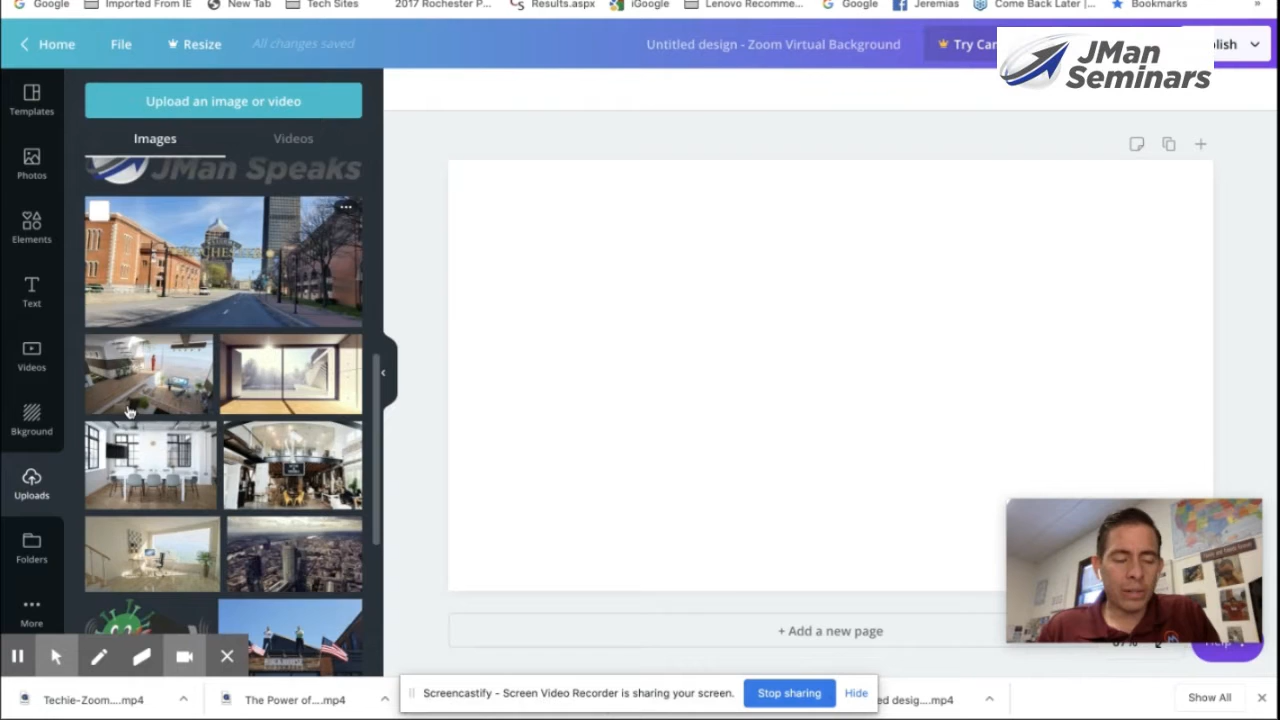 Google Imported From IE New Tab Tech Sites 2017 Rochester P... Results.aspx iGoogle Lenovo Recomme... Google Jeremias Come Back Later |... Bookmarks »
Home File Resize All changes saved Untitled design - Zoom Virtual Background Try Can lish
JMan
Seminars
Templates
Upload an image or video
Images Videos
JMan Speaks
Photos
Elements
Text
Videos
Bkground
Uploads
Folders
More
+ Add a new page
Help
Techie-Zoom....mp4 The Power of....mp4 Screencastify - Screen Video Recorder is sharing your screen. Stop sharing Hide ed desig....mp4 Show All